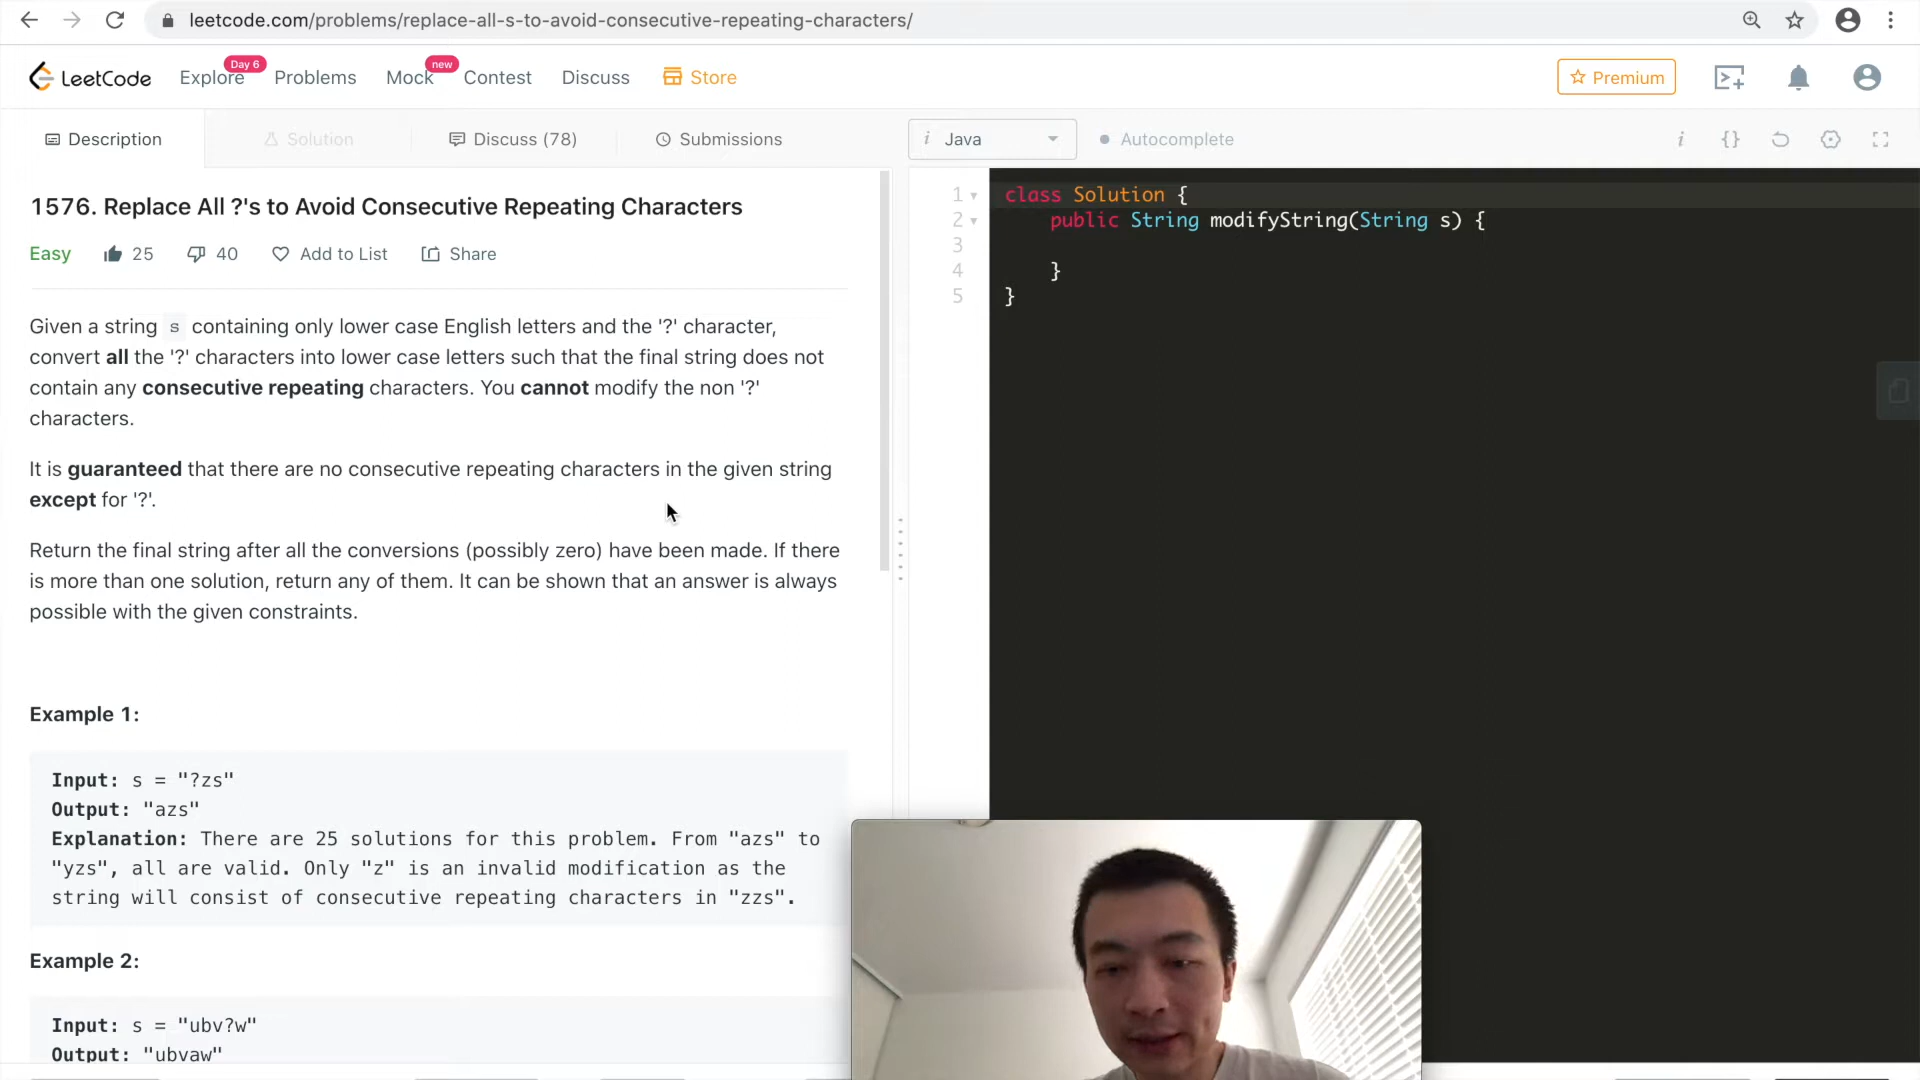 leetcode.com/problems/replace-all-s-to-avoid-consecutive-repeating-characters/
LeetCode
Explore
Day 6
Problems
Mock
new
Contest
Discuss
Store
Premium
Description
Solution
Discuss (78)
Submissions
i Java
Autocomplete
i
{}
1576. Replace All ?'s to Avoid Consecutive Repeating Characters
Easy
25
40
Add to List
Share
Given a string s containing only lower case English letters and the '?' character,
convert all the '?' characters into lower case letters such that the final string does not
contain any consecutive repeating characters. You cannot modify the non '?'
characters.
It is guaranteed that there are no consecutive repeating characters in the given string
except for '?'.
Return the final string after all the conversions (possibly zero) have been made. If there
is more than one solution, return any of them. It can be shown that an answer is always
possible with the given constraints.
Example 1:
Input: s = "?zs"
Output: "azs"
Explanation: There are 25 solutions for this problem. From "azs" to
"yzs", all are valid. Only "z" is an invalid modification as the
string will consist of consecutive repeating characters in "zzs".
Example 2:
Input: s = "ubv?w"
Output: "ubvaw"
1 class Solution {
2 public String modifyString(String s) {
3
4 }
5 }